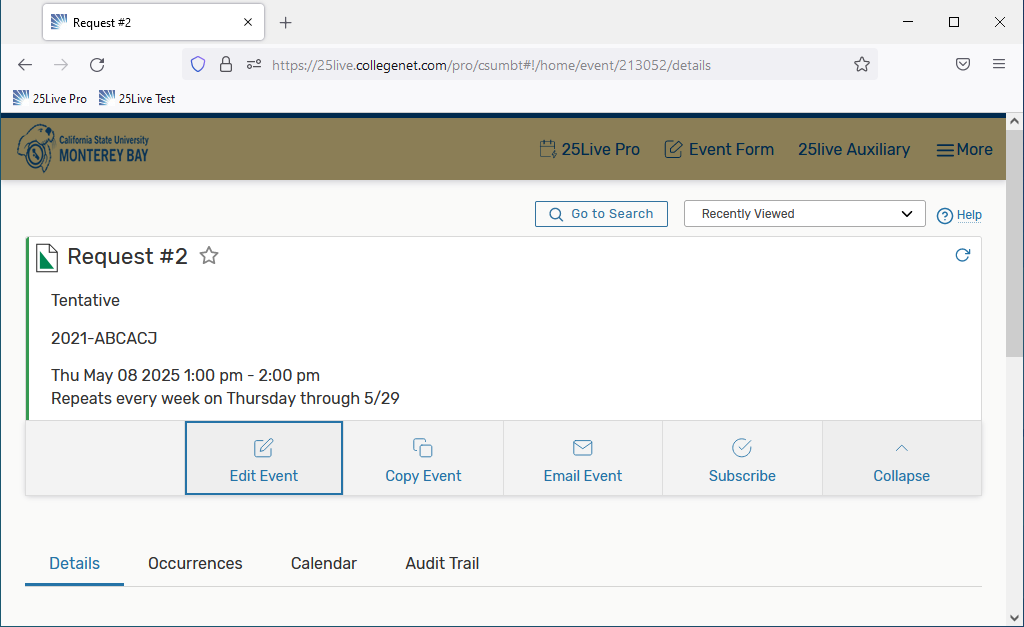 Request #2
https://25live.collegenet.com/pro/csumbt#!/home/event/213052/details
25Live Pro 25Live Test
California State University
MONTEREY BAY
25Live Pro Event Form 25live Auxiliary More
Go to Search Recently Viewed Help
Request #2
Tentative
2021-ABCACJ
Thu May 08 2025 1:00 pm - 2:00 pm
Repeats every week on Thursday through 5/29
Edit Event Copy Event Email Event Subscribe Collapse
Details Occurrences Calendar Audit Trail